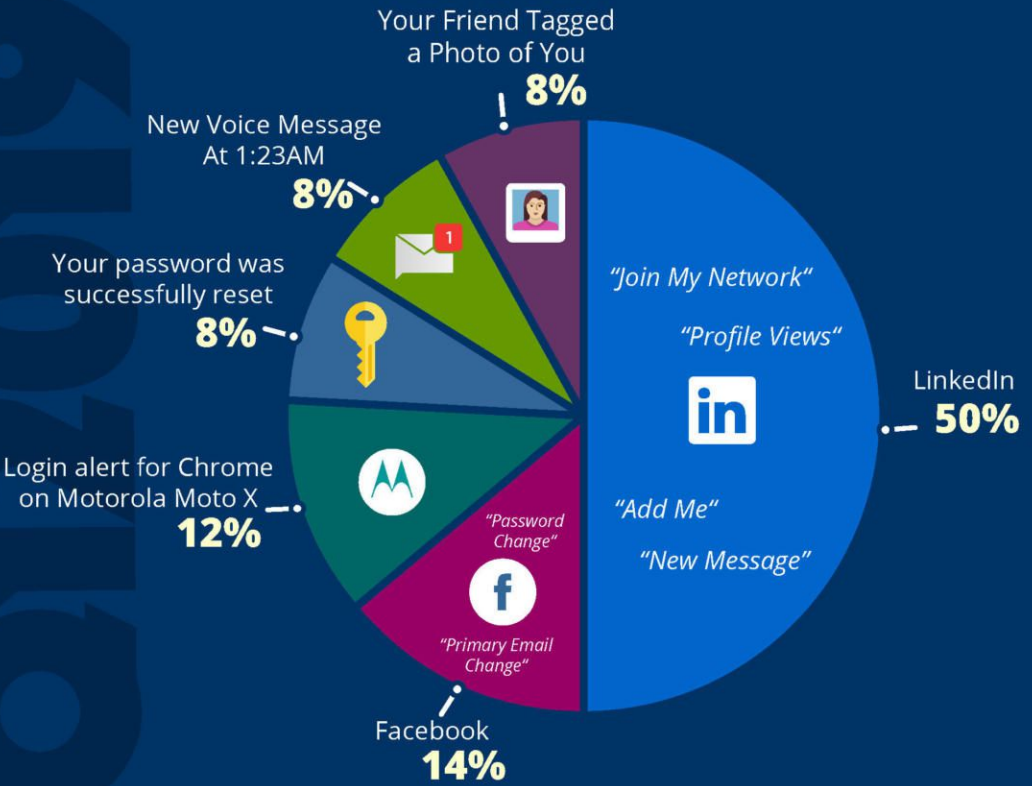 Your Friend Tagged
a Photo of You
8%
New Voice Message
At 1:23AM
8%
1
Your password was
successfully reset
8%
Login alert for Chrome
on Motorola Moto X
12%
"Password
Change"
f
"Primary Email
Change"
Facebook
14%
"Join My Network"
"Profile Views"
in
"Add Me"
"New Message"
LinkedIn
50%